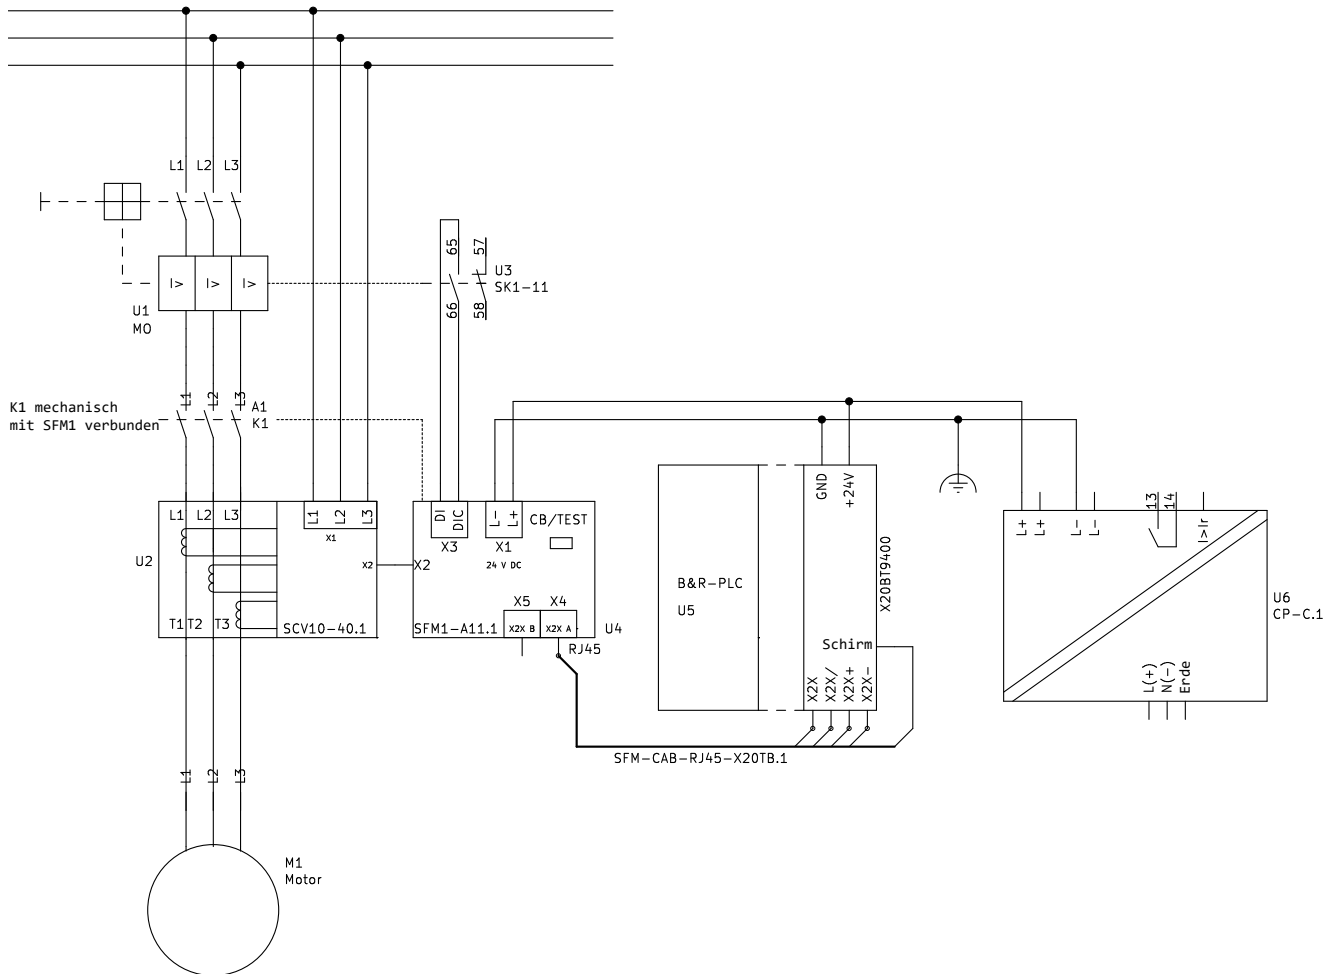 L1 L2 L3
I> I> I>
U1
MO
65
57
66
58
U3
SK1-11
K1 mechanisch
mit SFM1 verbunden
L1 L2 L3
A1
K1
L1 L2 L3
U2
T1 T2 T3
L1 L2 L3
X1
X2
SCV10-40.1
DI DIC
X3
L- L+
X1
24 V DC
CB/TEST
X2
X5 X4
X2X B X2X A
SFM1-A11.1
U4
RJ45
B&R-PLC
U5
GND +24V
X20BT9400
Schirm
X2X X2X/ X2X+ X2X-
SFM-CAB-RJ45-X20TB.1
L+ L+ L- L-
13 14
I>Ir
U6
CP-C.1
L(+) N(-) Erde
L1 L2 L3
M1
Motor